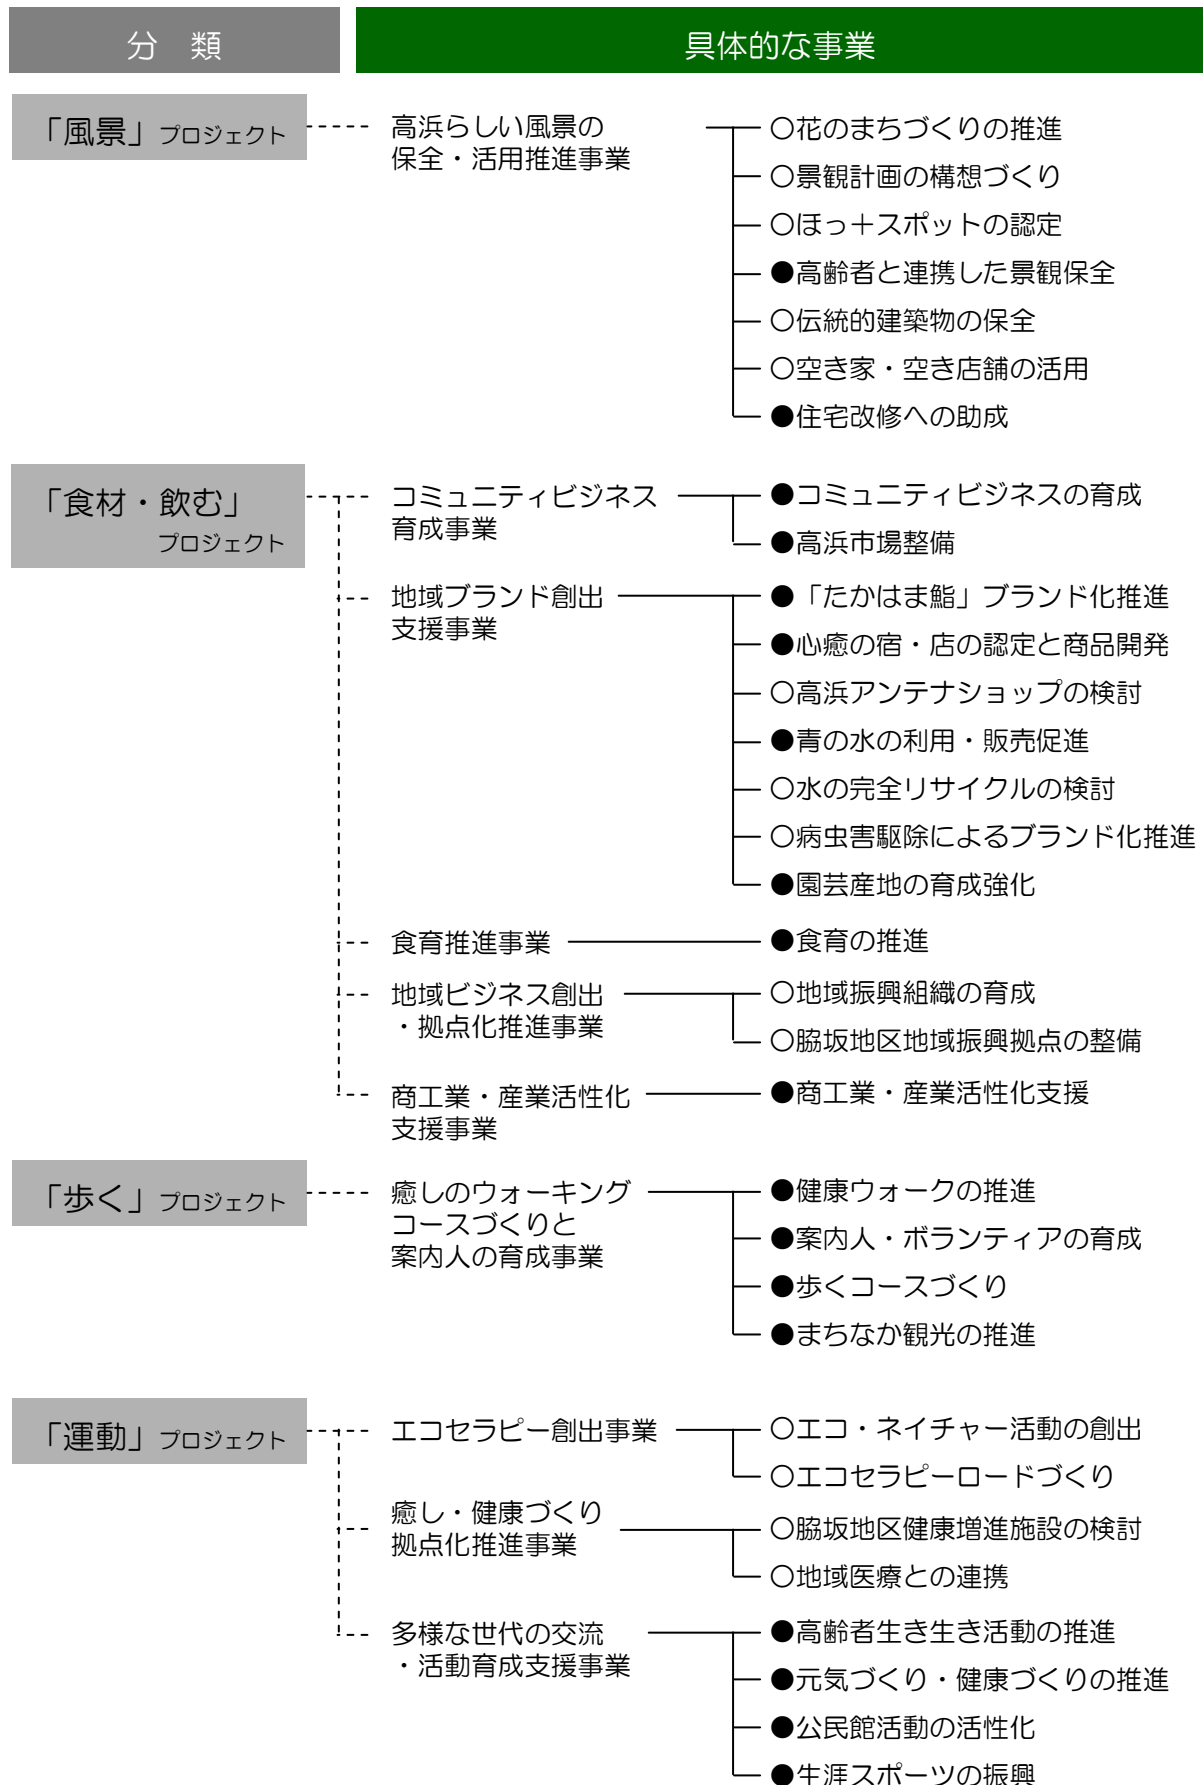 分　類
具体的な事業
「風景」プロジェクト
高浜らしい風景の
保全・活用推進事業
○花のまちづくりの推進
○景観計画の構想づくり
○ほっ＋スポットの認定
●高齢者と連携した景観保全
○伝統的建築物の保全
○空き家・空き店舗の活用
●住宅改修への助成
「食材・飲む」
プロジェクト
コミュニティビジネス
育成事業
●コミュニティビジネスの育成
●高浜市場整備
地域ブランド創出
支援事業
●「たかはま鮨」ブランド化推進
●心癒の宿・店の認定と商品開発
○高浜アンテナショップの検討
●青の水の利用・販売促進
○水の完全リサイクルの検討
○病虫害駆除によるブランド化推進
●園芸産地の育成強化
食育推進事業
●食育の推進
地域ビジネス創出
・拠点化推進事業
○地域振興組織の育成
○脇坂地区地域振興拠点の整備
商工業・産業活性化
支援事業
●商工業・産業活性化支援
「歩く」プロジェクト
癒しのウォーキング
コースづくりと
案内人の育成事業
●健康ウォークの推進
●案内人・ボランティアの育成
●歩くコースづくり
●まちなか観光の推進
「運動」プロジェクト
エコセラピー創出事業
○エコ・ネイチャー活動の創出
○エコセラピーロードづくり
癒し・健康づくり
拠点化推進事業
○脇坂地区健康増進施設の検討
○地域医療との連携
多様な世代の交流
・活動育成支援事業
●高齢者生き生き活動の推進
●元気づくり・健康づくりの推進
●公民館活動の活性化
●生涯スポーツの振興